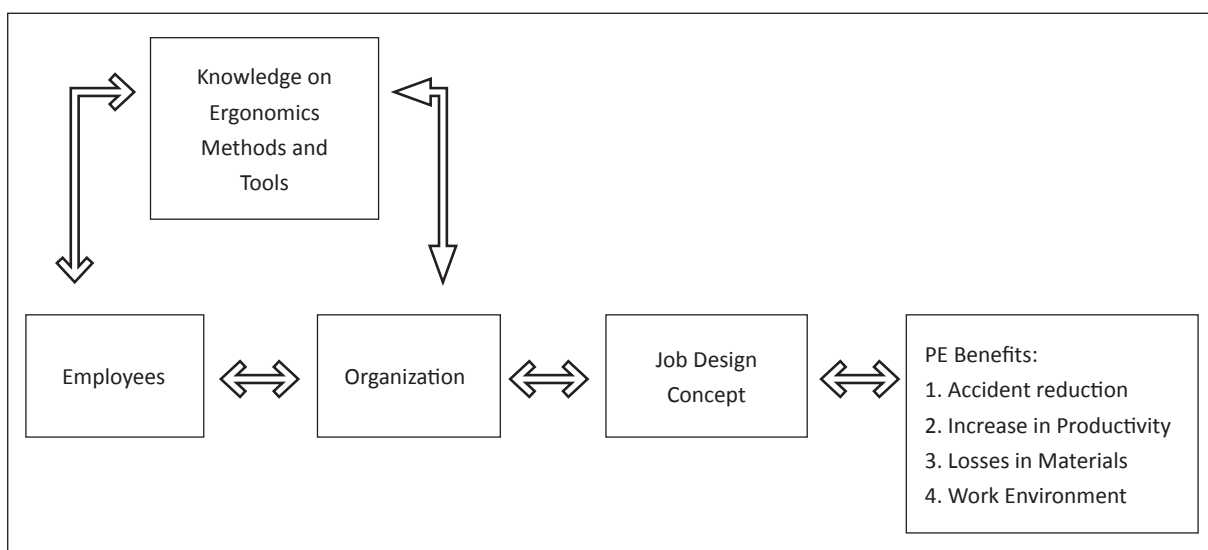 Knowledge on
Ergonomics
Methods and
Tools
Employees
Organization
Job Design
Concept
PE Benefits:
1. Accident reduction
2. Increase in Productivity
3. Losses in Materials
4. Work Environment